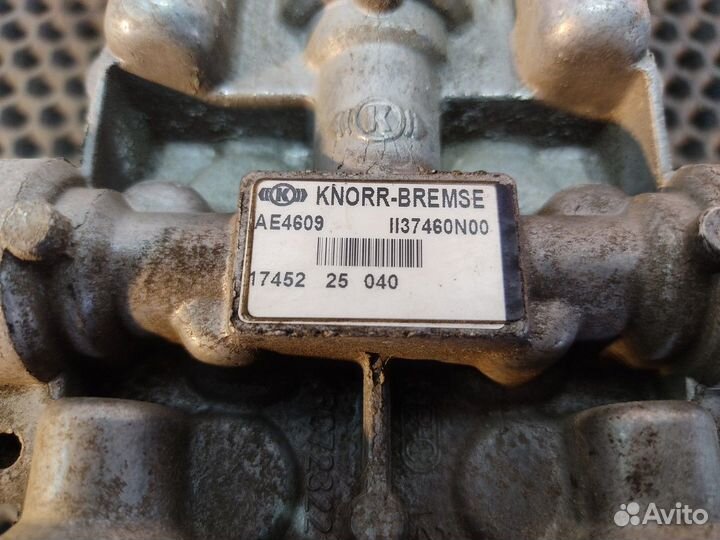 K
K KNORR-BREMSE
AE4609 II37460N00
17452 25 040
Avito